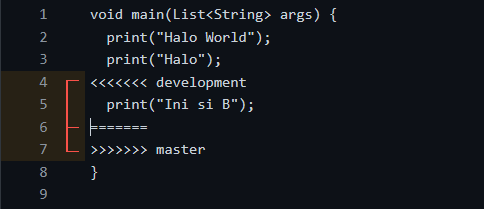 1 void main(List<String> args) {
2   print("Halo World");
3   print("Halo");
4 <<<<<<< development
5   print("Ini si B");
6 =======
7 >>>>>>> master
8 }
9